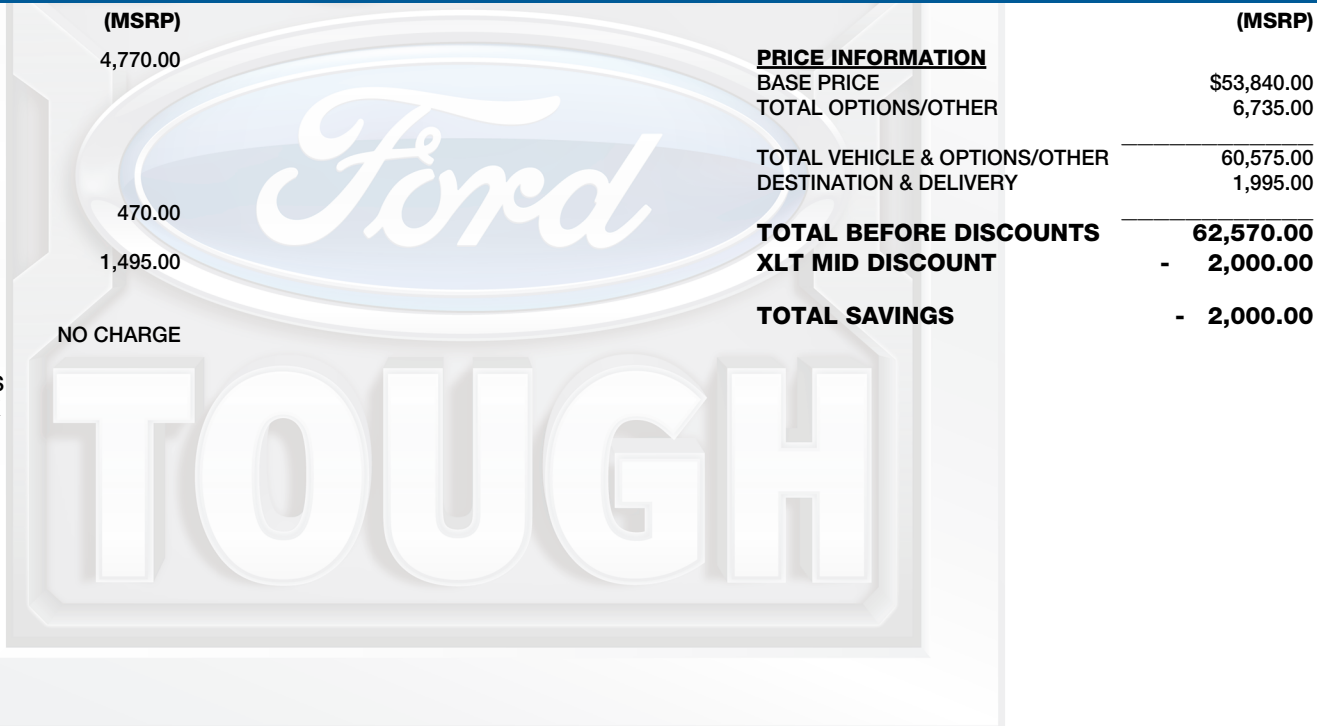 (MSRP)
4,770.00
470.00
1,495.00
NO CHARGE
S
Ford
TOUGH
(MSRP)
PRICE INFORMATION
BASE PRICE $53,840.00
TOTAL OPTIONS/OTHER 6,735.00
TOTAL VEHICLE & OPTIONS/OTHER 60,575.00
DESTINATION & DELIVERY 1,995.00
TOTAL BEFORE DISCOUNTS 62,570.00
XLT MID DISCOUNT - 2,000.00
TOTAL SAVINGS - 2,000.00